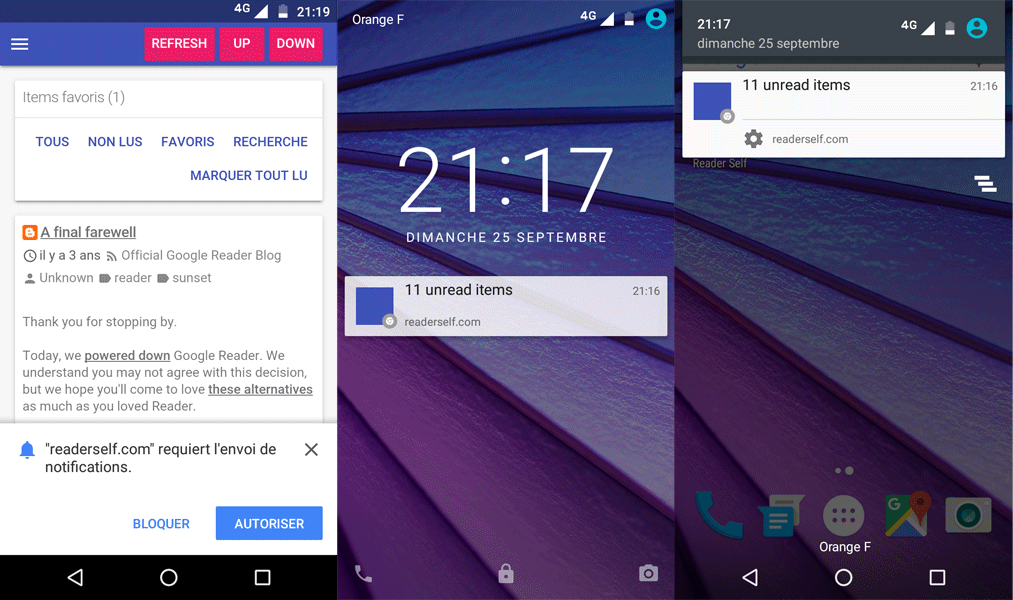 4G 21:19
REFRESH UP DOWN
Items favoris (1)
TOUS NON LUS FAVORIS RECHERCHE
MARQUER TOUT LU
A final farewell
il y a 3 ans Official Google Reader Blog
Unknown reader sunset
Thank you for stopping by.
Today, we powered down Google Reader. We
understand you may not agree with this decision,
but we hope you'll come to love these alternatives
as much as you loved Reader.
"readerself.com" requiert l'envoi de
notifications.
BLOQUER AUTORISER
Orange F 4G
21:17
DIMANCHE 25 SEPTEMBRE
11 unread items 21:16
readerself.com
21:17 4G
dimanche 25 septembre
11 unread items 21:16
readerself.com
Reader Self
Orange F